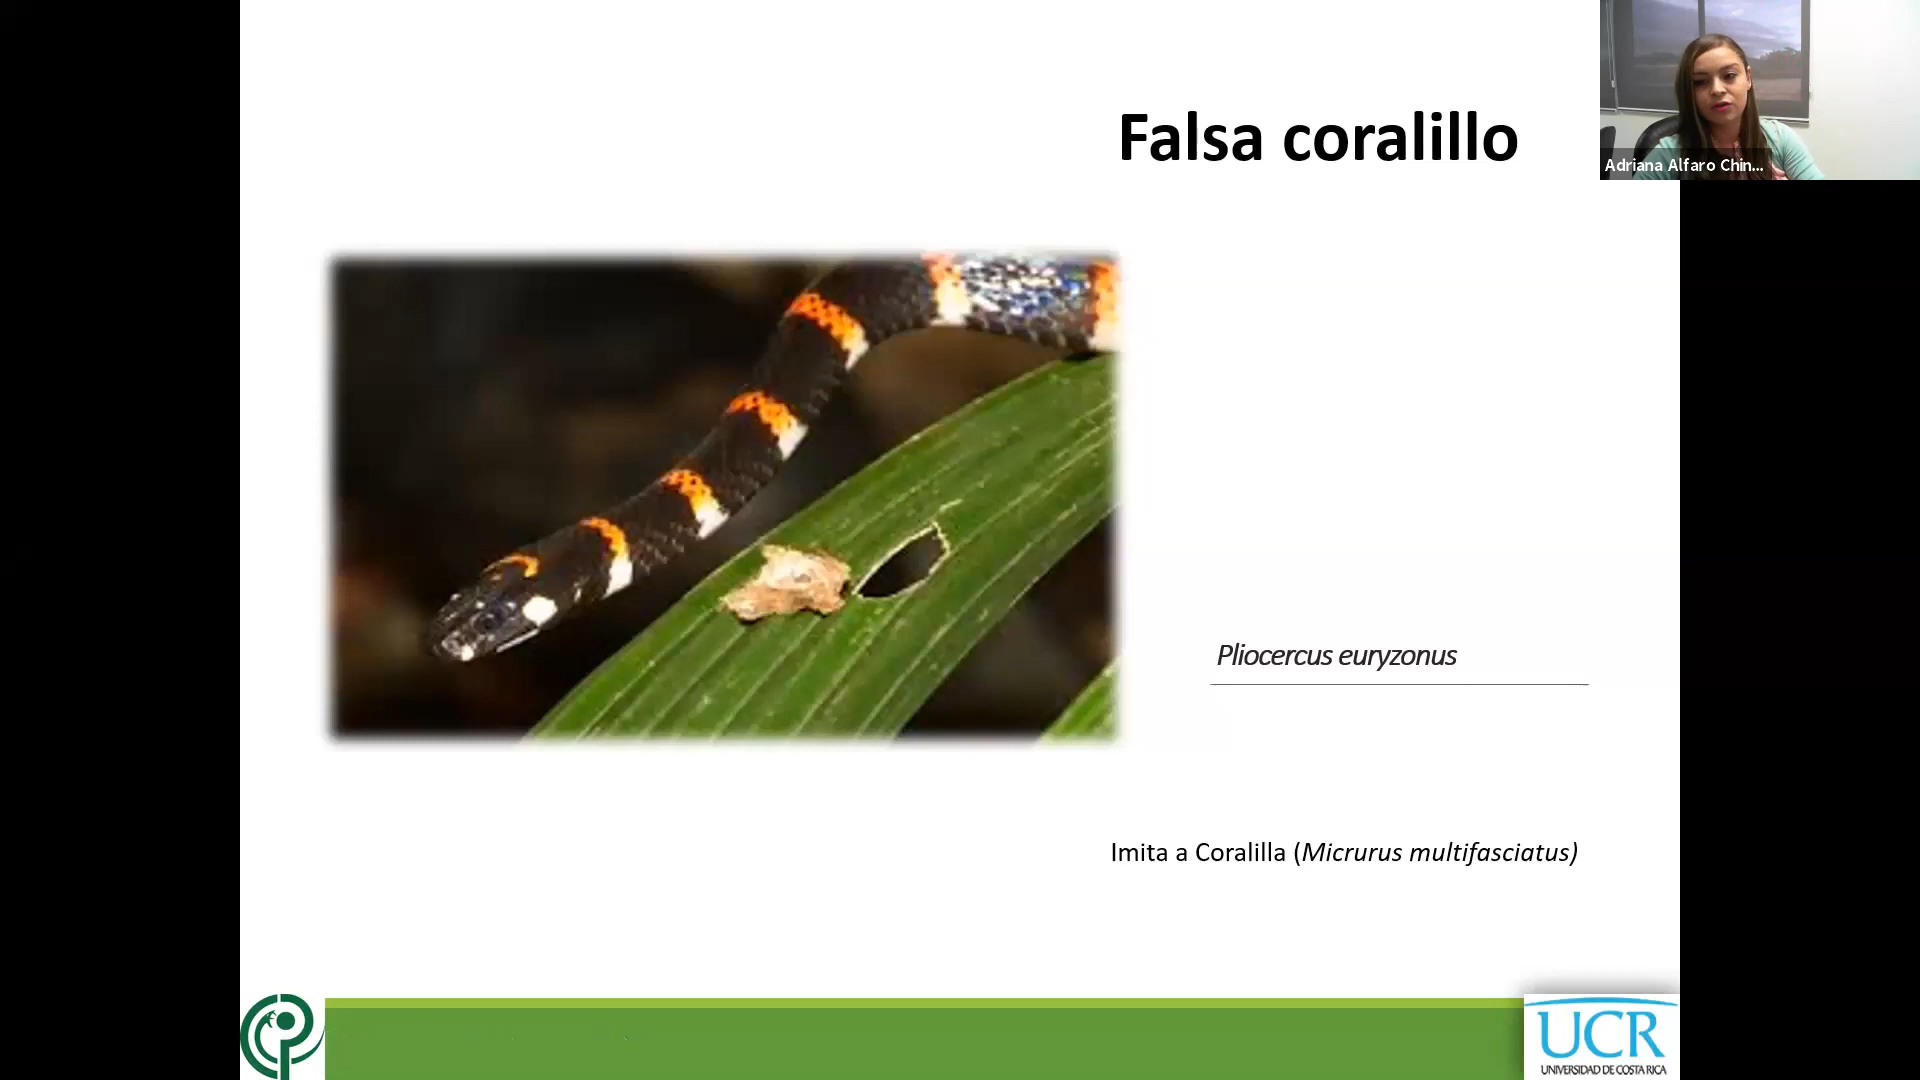 Falsa coralillo
Adriana Alfaro Chin...
Pliocercus euryzonus
Imita a Coralilla (Micrurus multifasciatus)
UCR
UNIVERSIDAD DE COSTA RICA